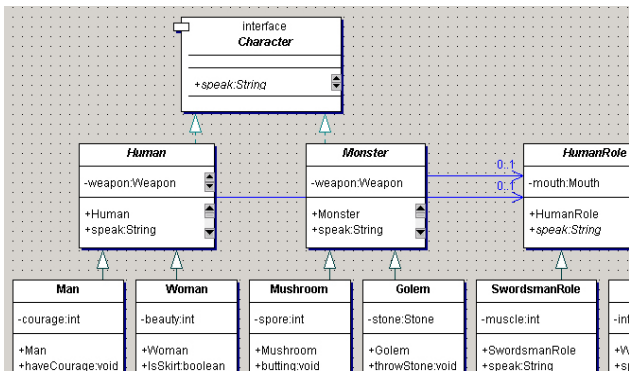 interface
Character
+speak:String
Human
-weapon:Weapon
+Human
+speak:String
Monster
-weapon:Weapon
+Monster
+speak:String
0..1
0..1
HumanRole
-mouth:Mouth
+HumanRole
+speak:String
Man
-courage:int
+Man
+haveCourage:void
Woman
-beauty:int
+Woman
+IsSkirt:boolean
Mushroom
-spore:int
+Mushroom
+butting:void
Golem
-stone:Stone
+Golem
+throwStone:void
SwordsmanRole
-muscle:int
+SwordsmanRole
+speak:String